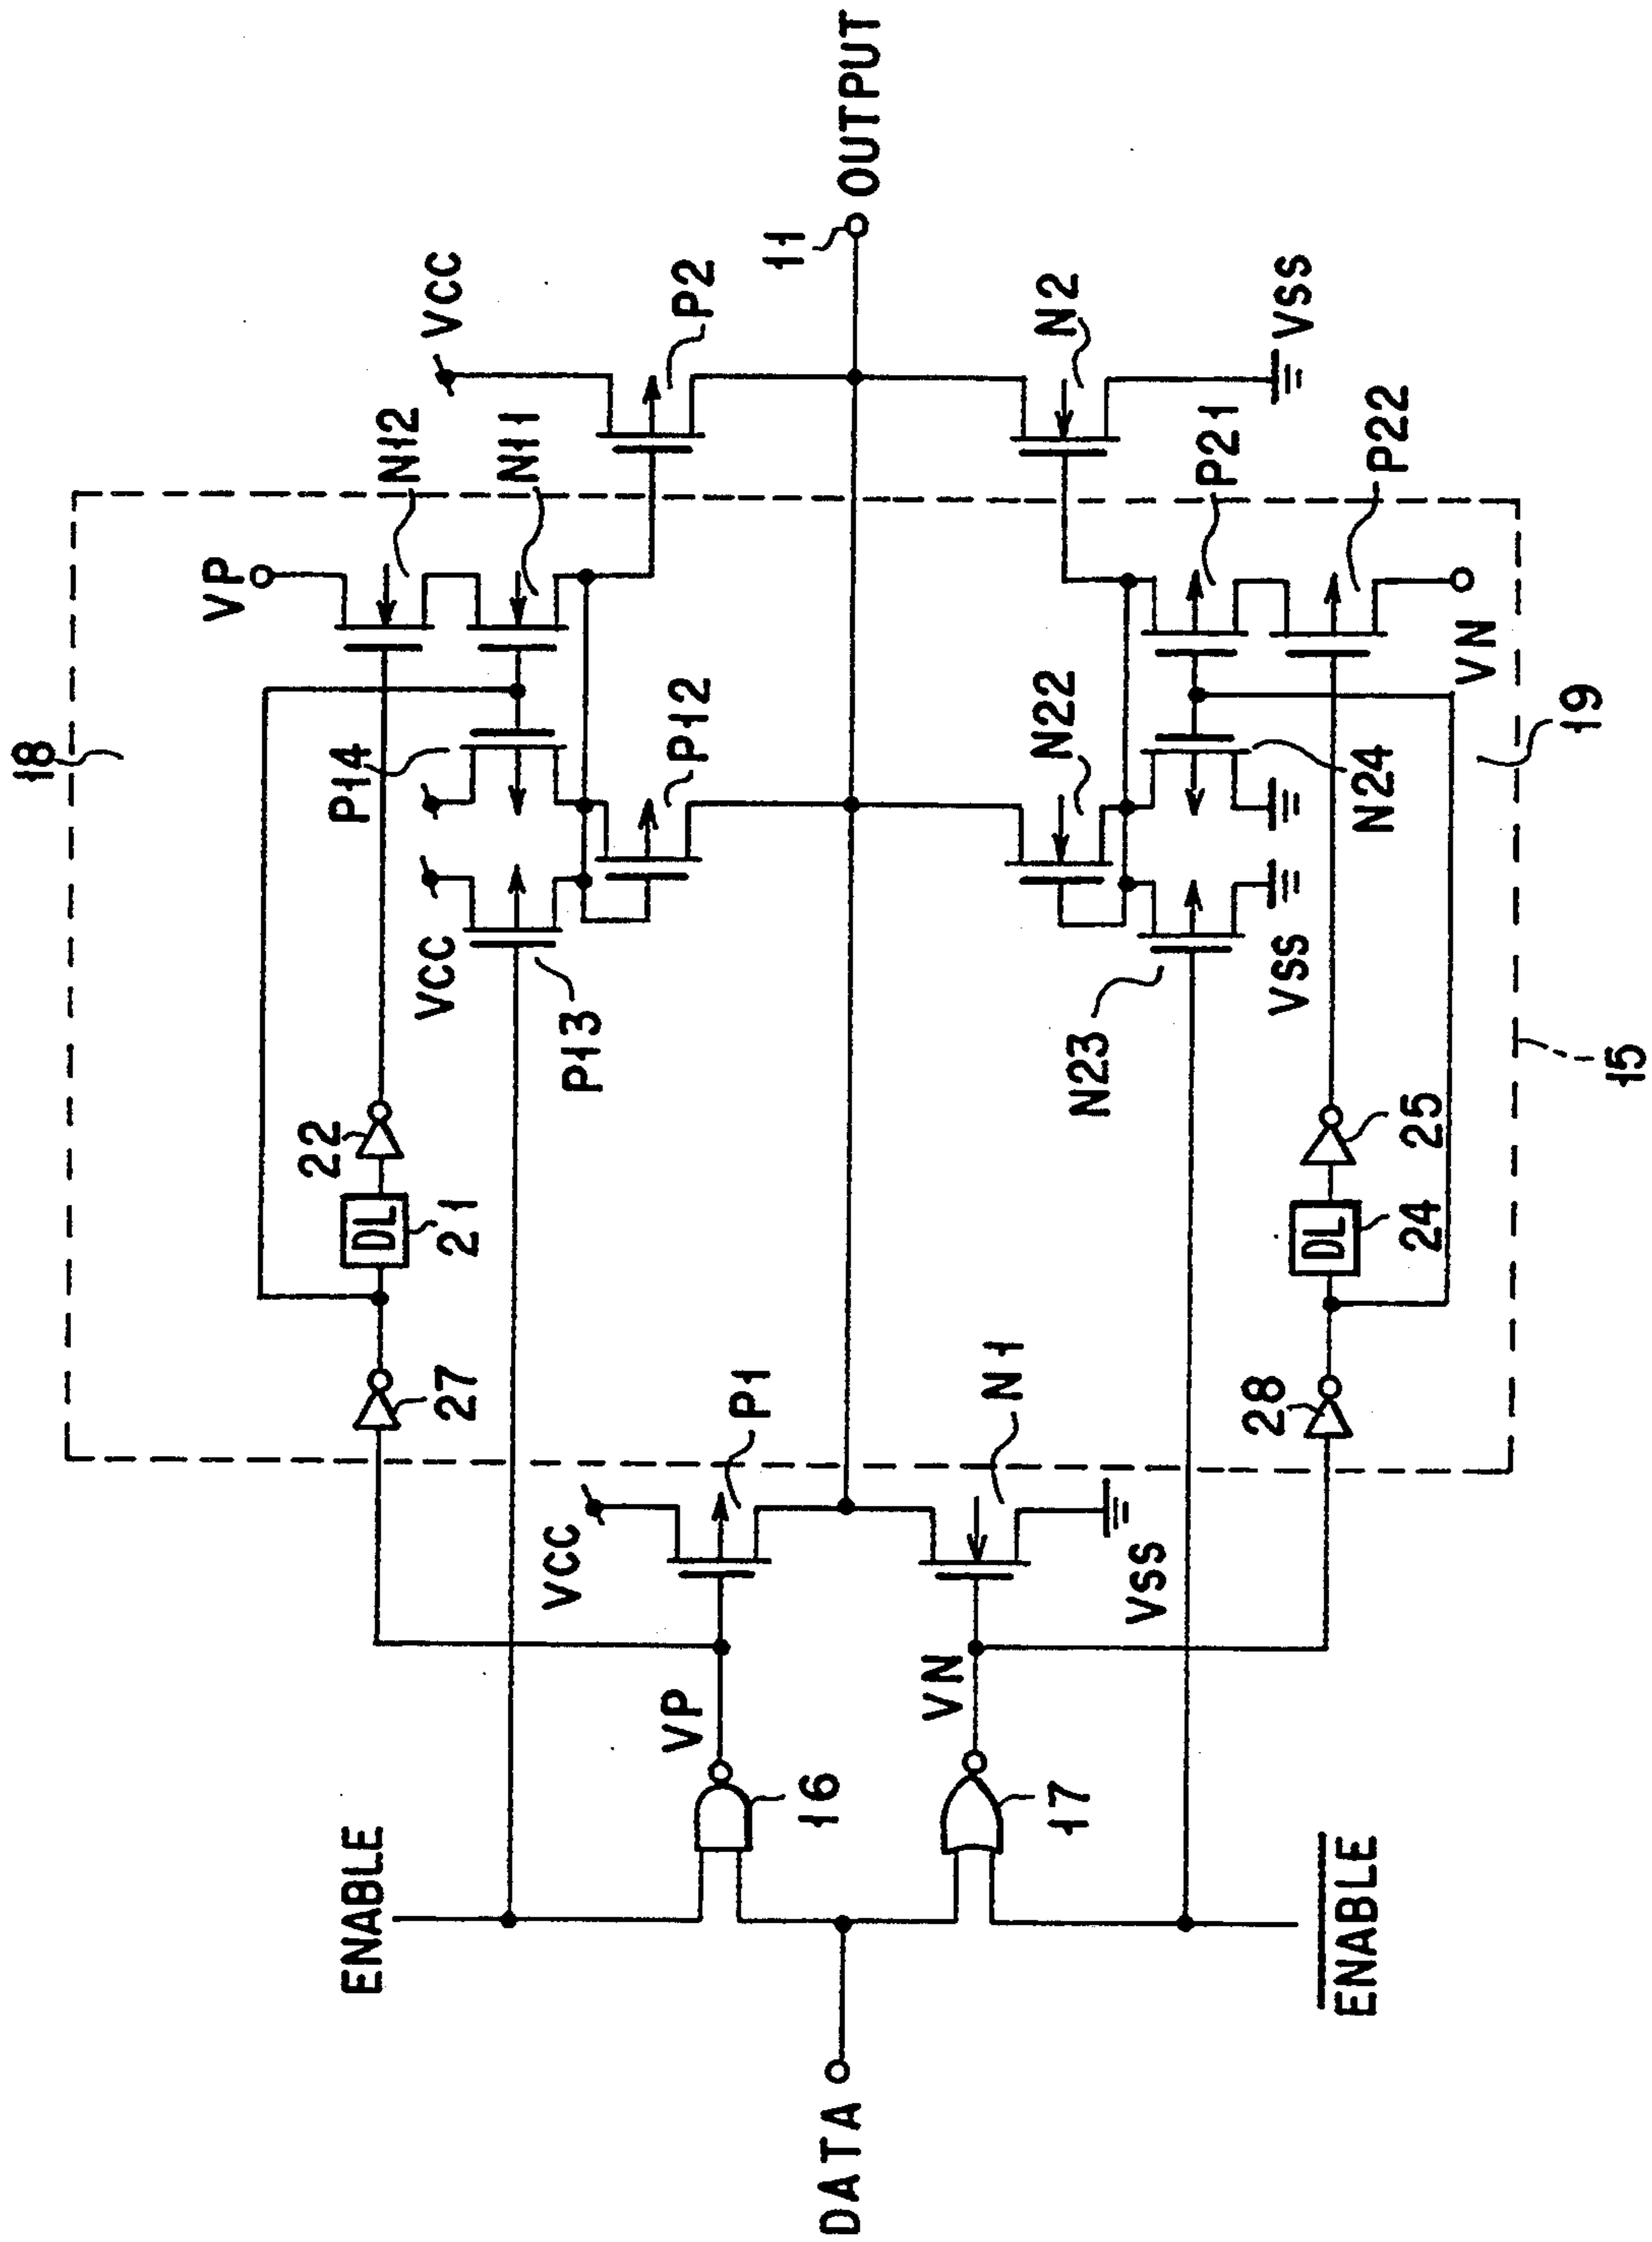 18
VP
22
P14
ENABLE
DL
N12
VCC
VCC
27
21
N11
VCC
P13
VP
P12
P2
P1
11
16
DATA
OUTPUT
VN
N1
N22
N2
17
N23
VSS
P21
28
VSS
VSS
DL
ENABLE
N24
P22
24
25
VN
19
15